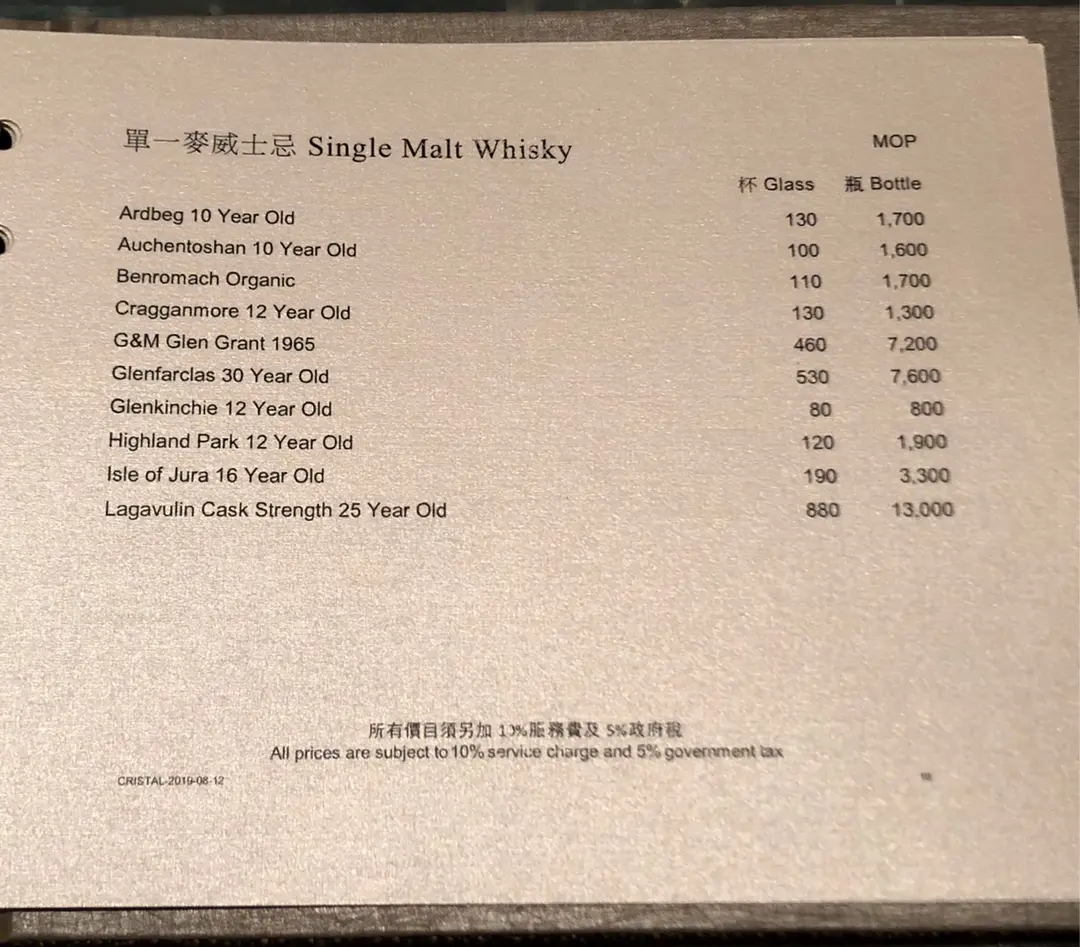 單一麥威士忌 Single Malt Whisky MOP
杯 Glass 瓶 Bottle
Ardbeg 10 Year Old 130 1,700
Auchentoshan 10 Year Old 100 1,600
Benromach Organic 110 1,700
Cragganmore 12 Year Old 130 1,300
G&M Glen Grant 1965 460 7,200
Glenfarclas 30 Year Old 530 7,600
Glenkinchie 12 Year Old 80 800
Highland Park 12 Year Old 120 1,900
Isle of Jura 16 Year Old 190 3,300
Lagavulin Cask Strength 25 Year Old 880 13,000
所有價目須另加 10%服務費及 5%政府稅
All prices are subject to 10% service charge and 5% government tax
CRISTAL-2019-08-12